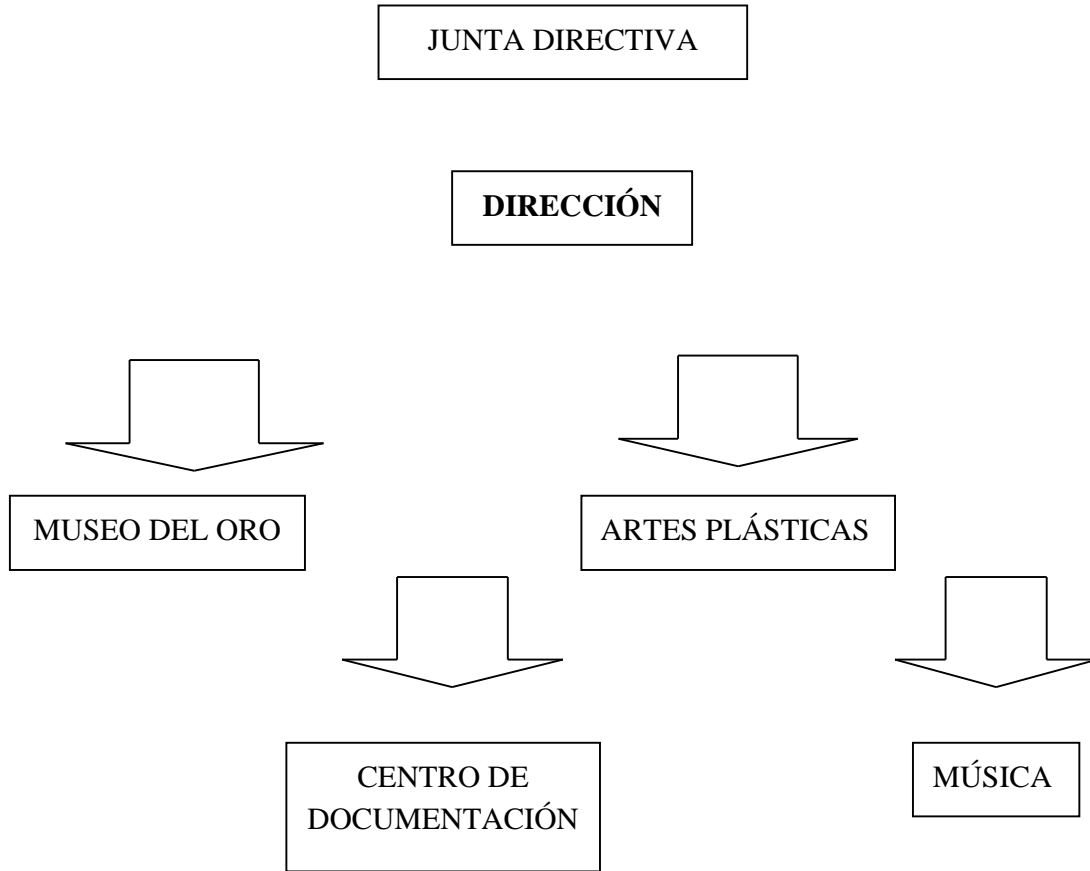 JUNTA DIRECTIVA
DIRECCIÓN
MUSEO DEL ORO
ARTES PLÁSTICAS
CENTRO DE
DOCUMENTACIÓN
MÚSICA